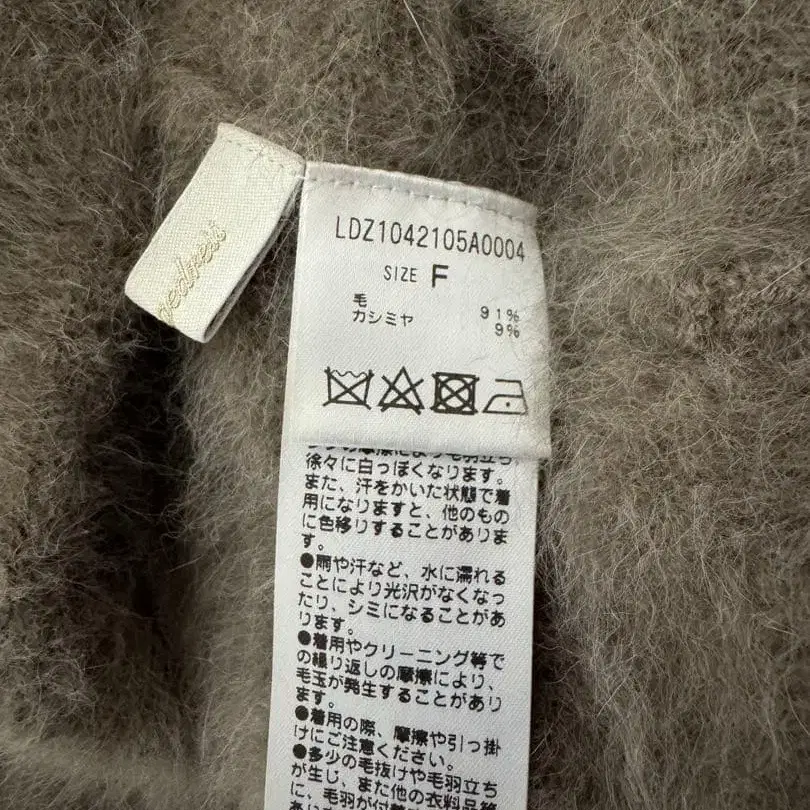 gedress
LDZ1042105A0004
SIZE F
毛 91%
カシミヤ 9%
徐々に白っぽくなります。
また、汗をかいた状態で着
用になりますと、他のもの
に色移りすることがありま
す。
●雨や汗など、水に濡れる
ことにより光沢がなくなっ
たり、シミになることがあ
ります。
●着用やクリーニング等で
の繰り返しの摩擦により、
毛玉が発生することがあり
ます。
●着用の際、摩擦や引っ掛
けにご注意ください。
●多少の毛抜けや毛羽立ち
が生じ、また他の衣料品等
に、毛羽が付着